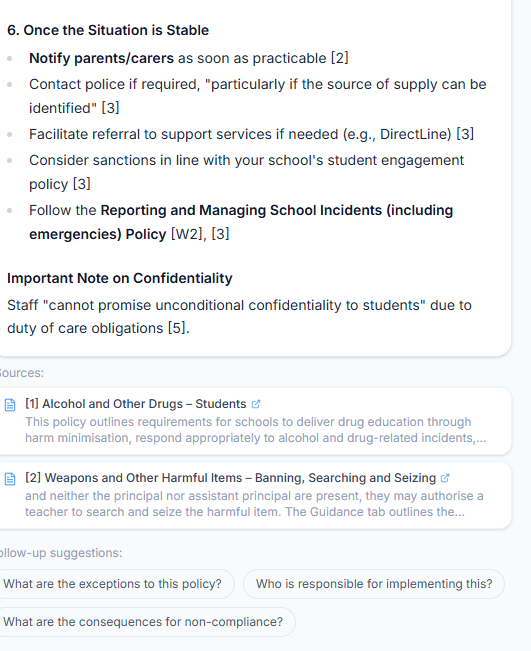 6. Once the Situation is Stable
Notify parents/carers as soon as practicable [2]
Contact police if required, "particularly if the source of supply can be
identified" [3]
Facilitate referral to support services if needed (e.g., DirectLine) [3]
Consider sanctions in line with your school's student engagement
policy [3]
Follow the Reporting and Managing School Incidents (including
emergencies) Policy [W2], [3]
Important Note on Confidentiality
Staff "cannot promise unconditional confidentiality to students" due to
duty of care obligations [5].
Sources:
[1] Alcohol and Other Drugs – Students
This policy outlines requirements for schools to deliver drug education through
harm minimisation, respond appropriately to alcohol and drug-related incidents,...
[2] Weapons and Other Harmful Items – Banning, Searching and Seizing
and neither the principal nor assistant principal are present, they may authorise a
teacher to search and seize the harmful item. The Guidance tab outlines the...
ollow-up suggestions:
What are the exceptions to this policy?
Who is responsible for implementing this?
What are the consequences for non-compliance?